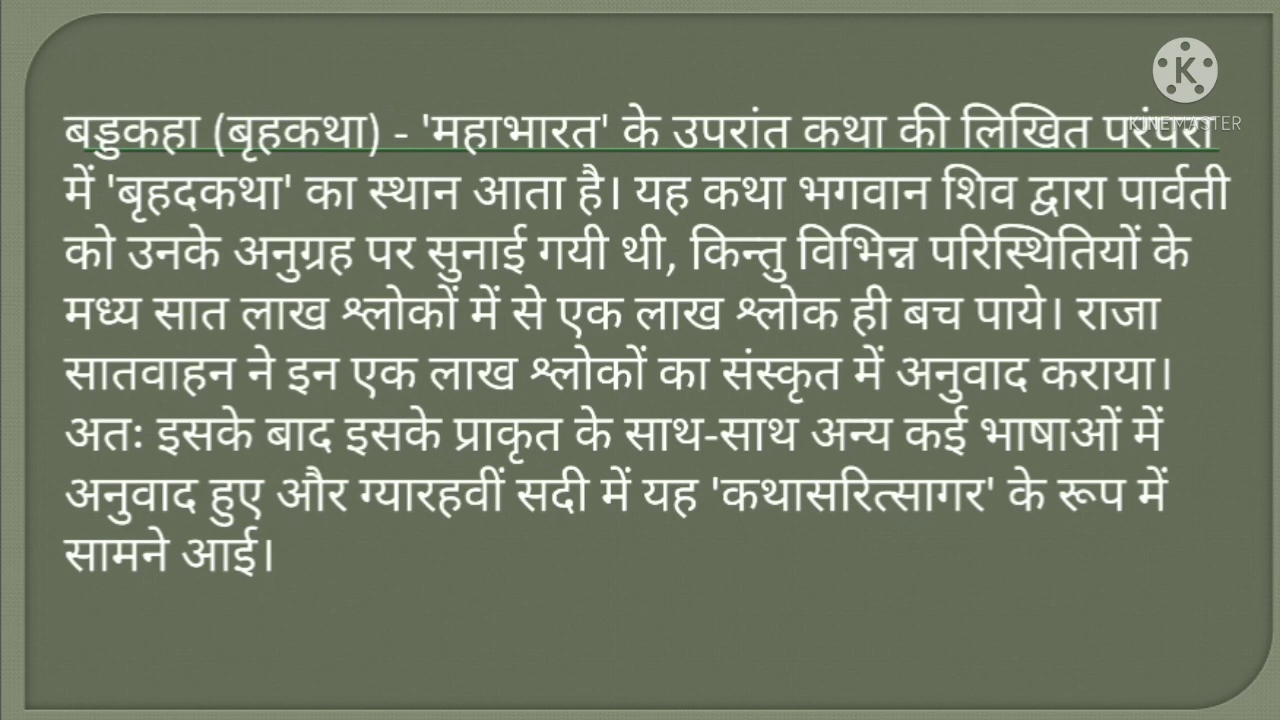 बड्डकहा (बृहकथा) - 'महाभारत' के उपरांत कथा की लिखित परंपरा
में 'बृहदकथा' का स्थान आता है। यह कथा भगवान शिव द्वारा पार्वती
को उनके अनुग्रह पर सुनाई गयी थी, किन्तु विभिन्न परिस्थितियों के
मध्य सात लाख श्लोकों में से एक लाख श्लोक ही बच पाये। राजा
सातवाहन ने इन एक लाख श्लोकों का संस्कृत में अनुवाद कराया।
अतः इसके बाद इसके प्राकृत के साथ-साथ अन्य कई भाषाओं में
अनुवाद हुए और ग्यारहवीं सदी में यह 'कथासरित्सागर' के रूप में
सामने आई।
K
KINEMASTER